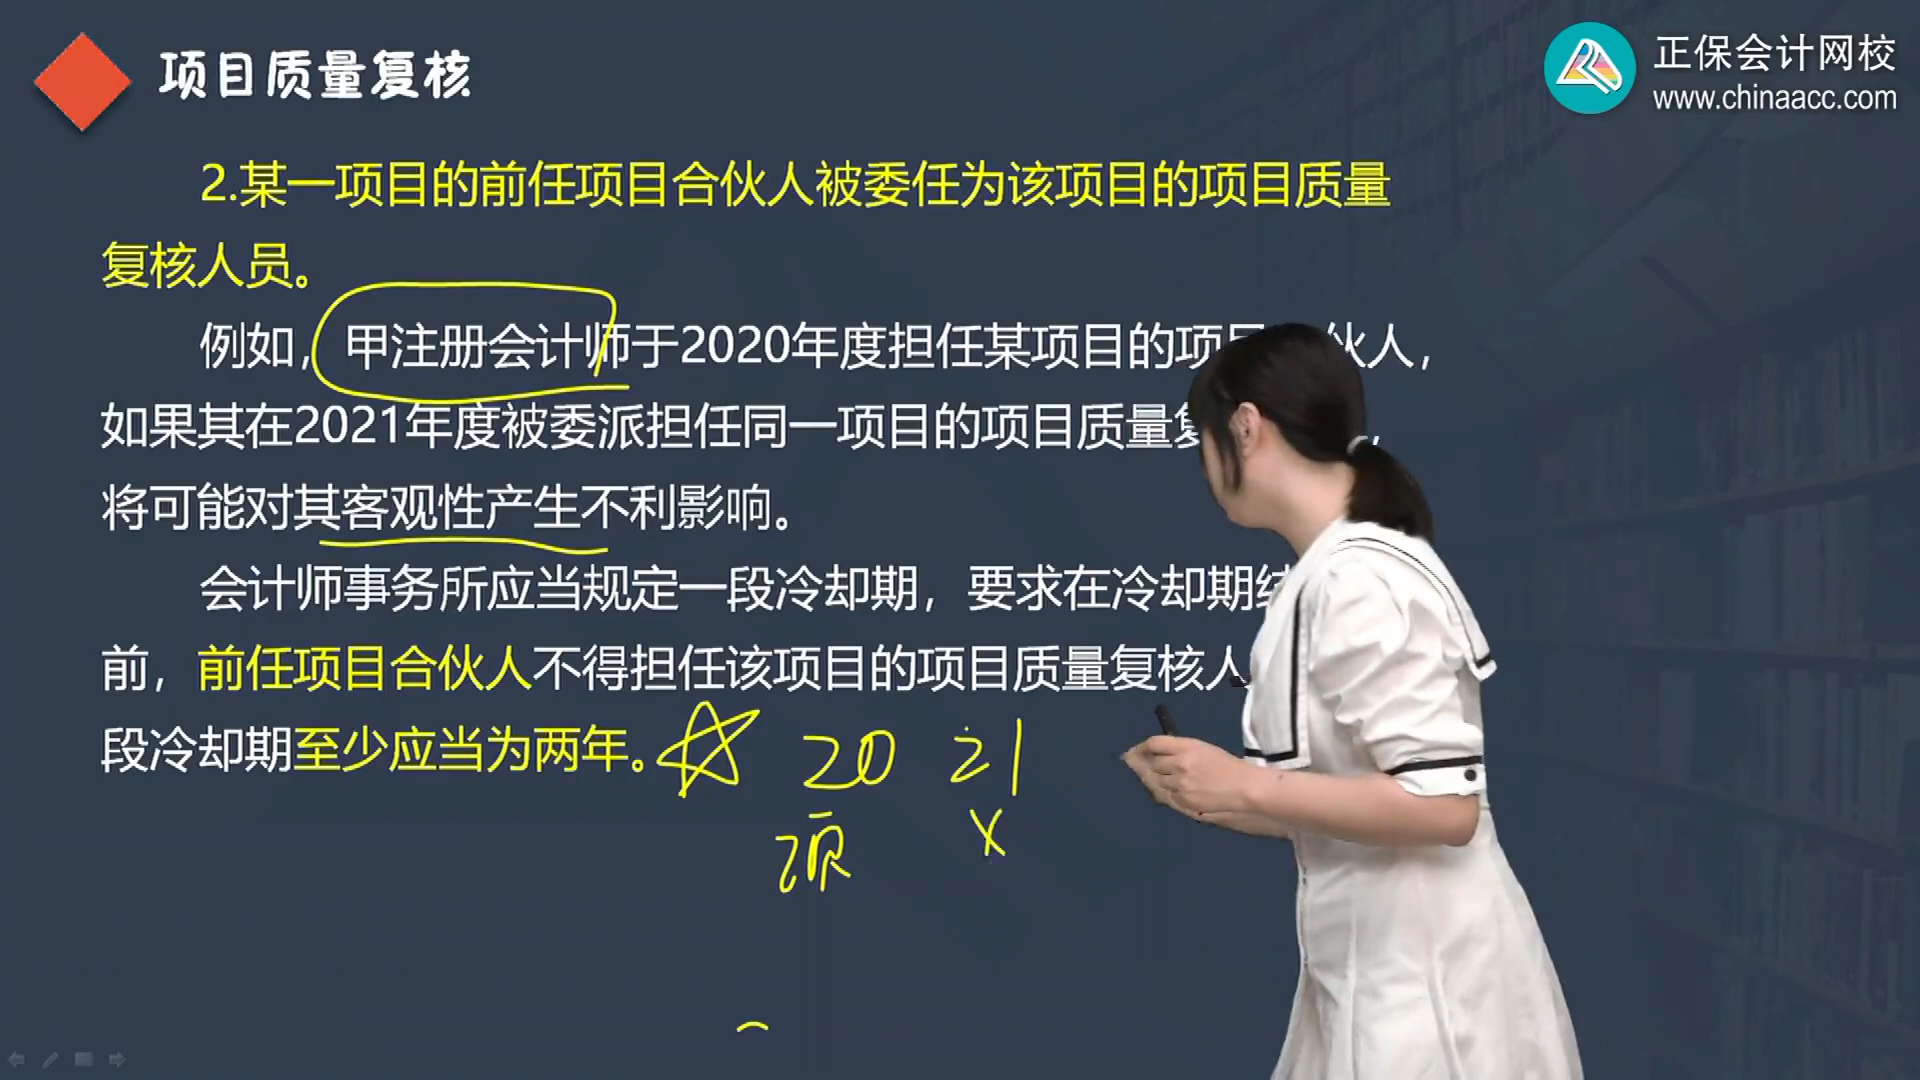 项目质量复核
正保会计网校
www.chinaacc.com
2.某一项目的前任项目合伙人被委任为该项目的项目质量
复核人员。
例如，甲注册会计师于2020年度担任某项目的项目 伙人，
如果其在2021年度被委派担任同一项目的项目质量复
将可能对其客观性产生不利影响。
会计师事务所应当规定一段冷却期，要求在冷却期
前，前任项目合伙人不得担任该项目的项目质量复核人
段冷却期至少应当为两年。
20 21
项 X